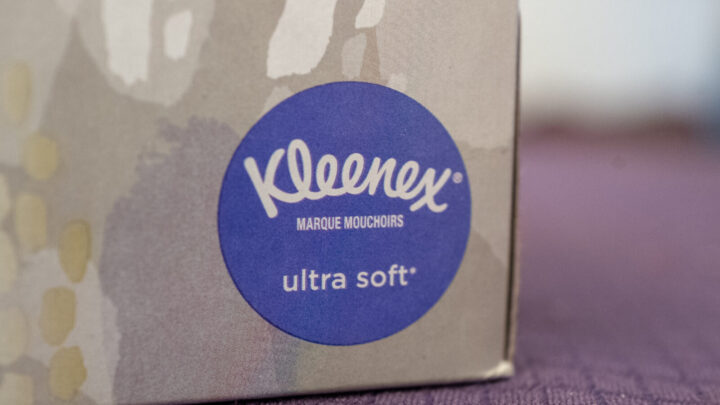 Kleenex®
MARQUE MOUCHOIRS
ultra soft*